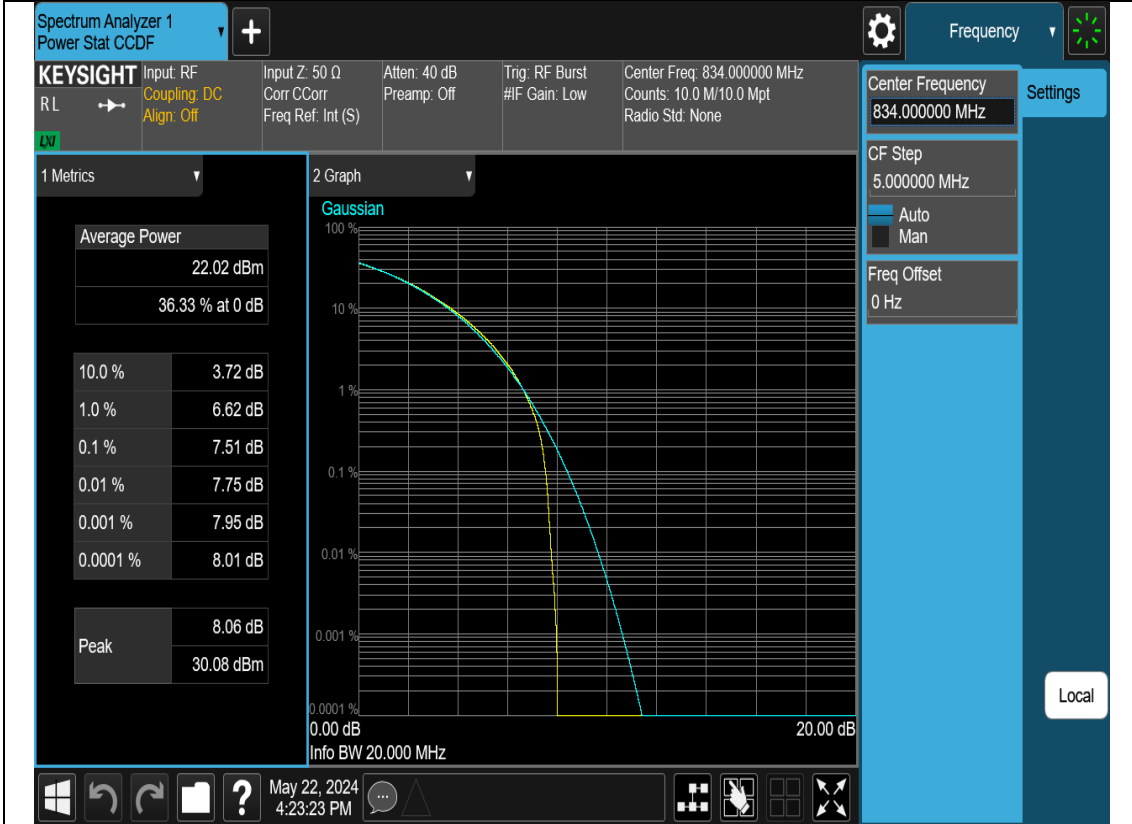 Spectrum Analyzer 1
Power Stat CCDF
+
Frequency
KEYSIGHT
R L
LXI
Input: RF
Coupling: DC
Align: Off
Input Z: 50 Ω
Corr CCorr
Freq Ref: Int (S)
Atten: 40 dB
Preamp: Off
Trig: RF Burst
#IF Gain: Low
Center Freq: 834.000000 MHz
Counts: 10.0 M/10.0 Mpt
Radio Std: None
1 Metrics
Average Power
22.02 dBm
36.33 % at 0 dB
10.0 % 3.72 dB
1.0 % 6.62 dB
0.1 % 7.51 dB
0.01 % 7.75 dB
0.001 % 7.95 dB
0.0001 % 8.01 dB
Peak
8.06 dB
30.08 dBm
2 Graph
Gaussian
100 %
10 %
1 %
0.1 %
0.01 %
0.001 %
0.0001 %
0.00 dB 20.00 dB
Info BW 20.000 MHz
Center Frequency
834.000000 MHz
CF Step
5.000000 MHz
Auto
Man
Freq Offset
0 Hz
Settings
Local
?
May 22, 2024
4:23:23 PM